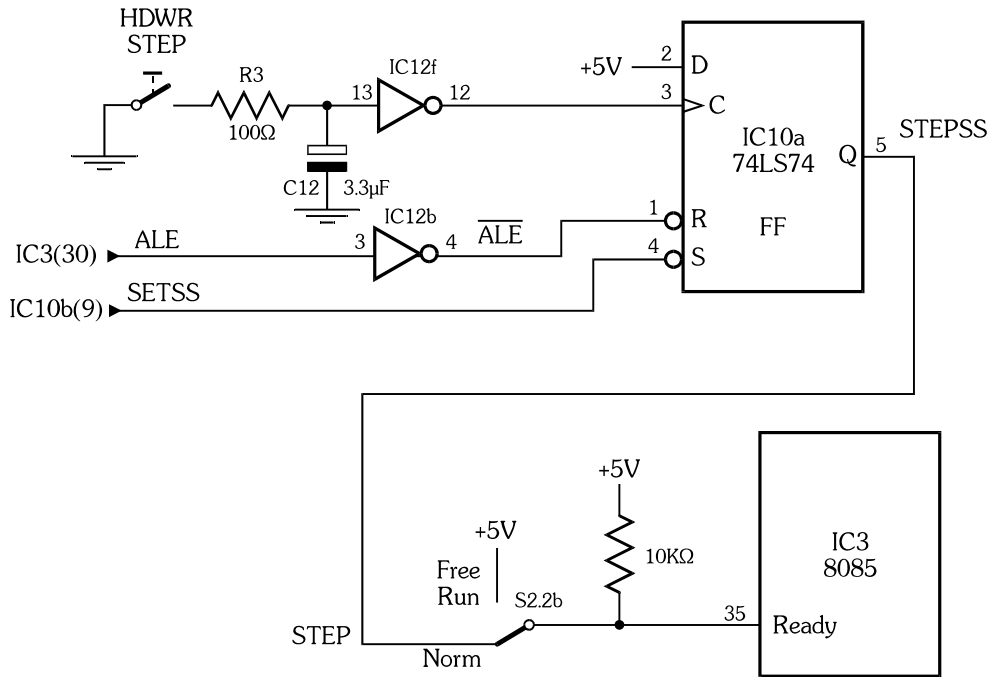 HDWR
STEP
R3
100Ω
C12
3.3μF
IC12f
13
12
+5V
2
D
3
C
IC10a
74LS74
FF
Q
5
STEPSS
1
R
4
S
IC3(30)
ALE
3
IC12b
4
ALE
IC10b(9)
SETSS
+5V
10KΩ
+5V
Free
Run
S2.2b
STEP
Norm
35
Ready
IC3
8085